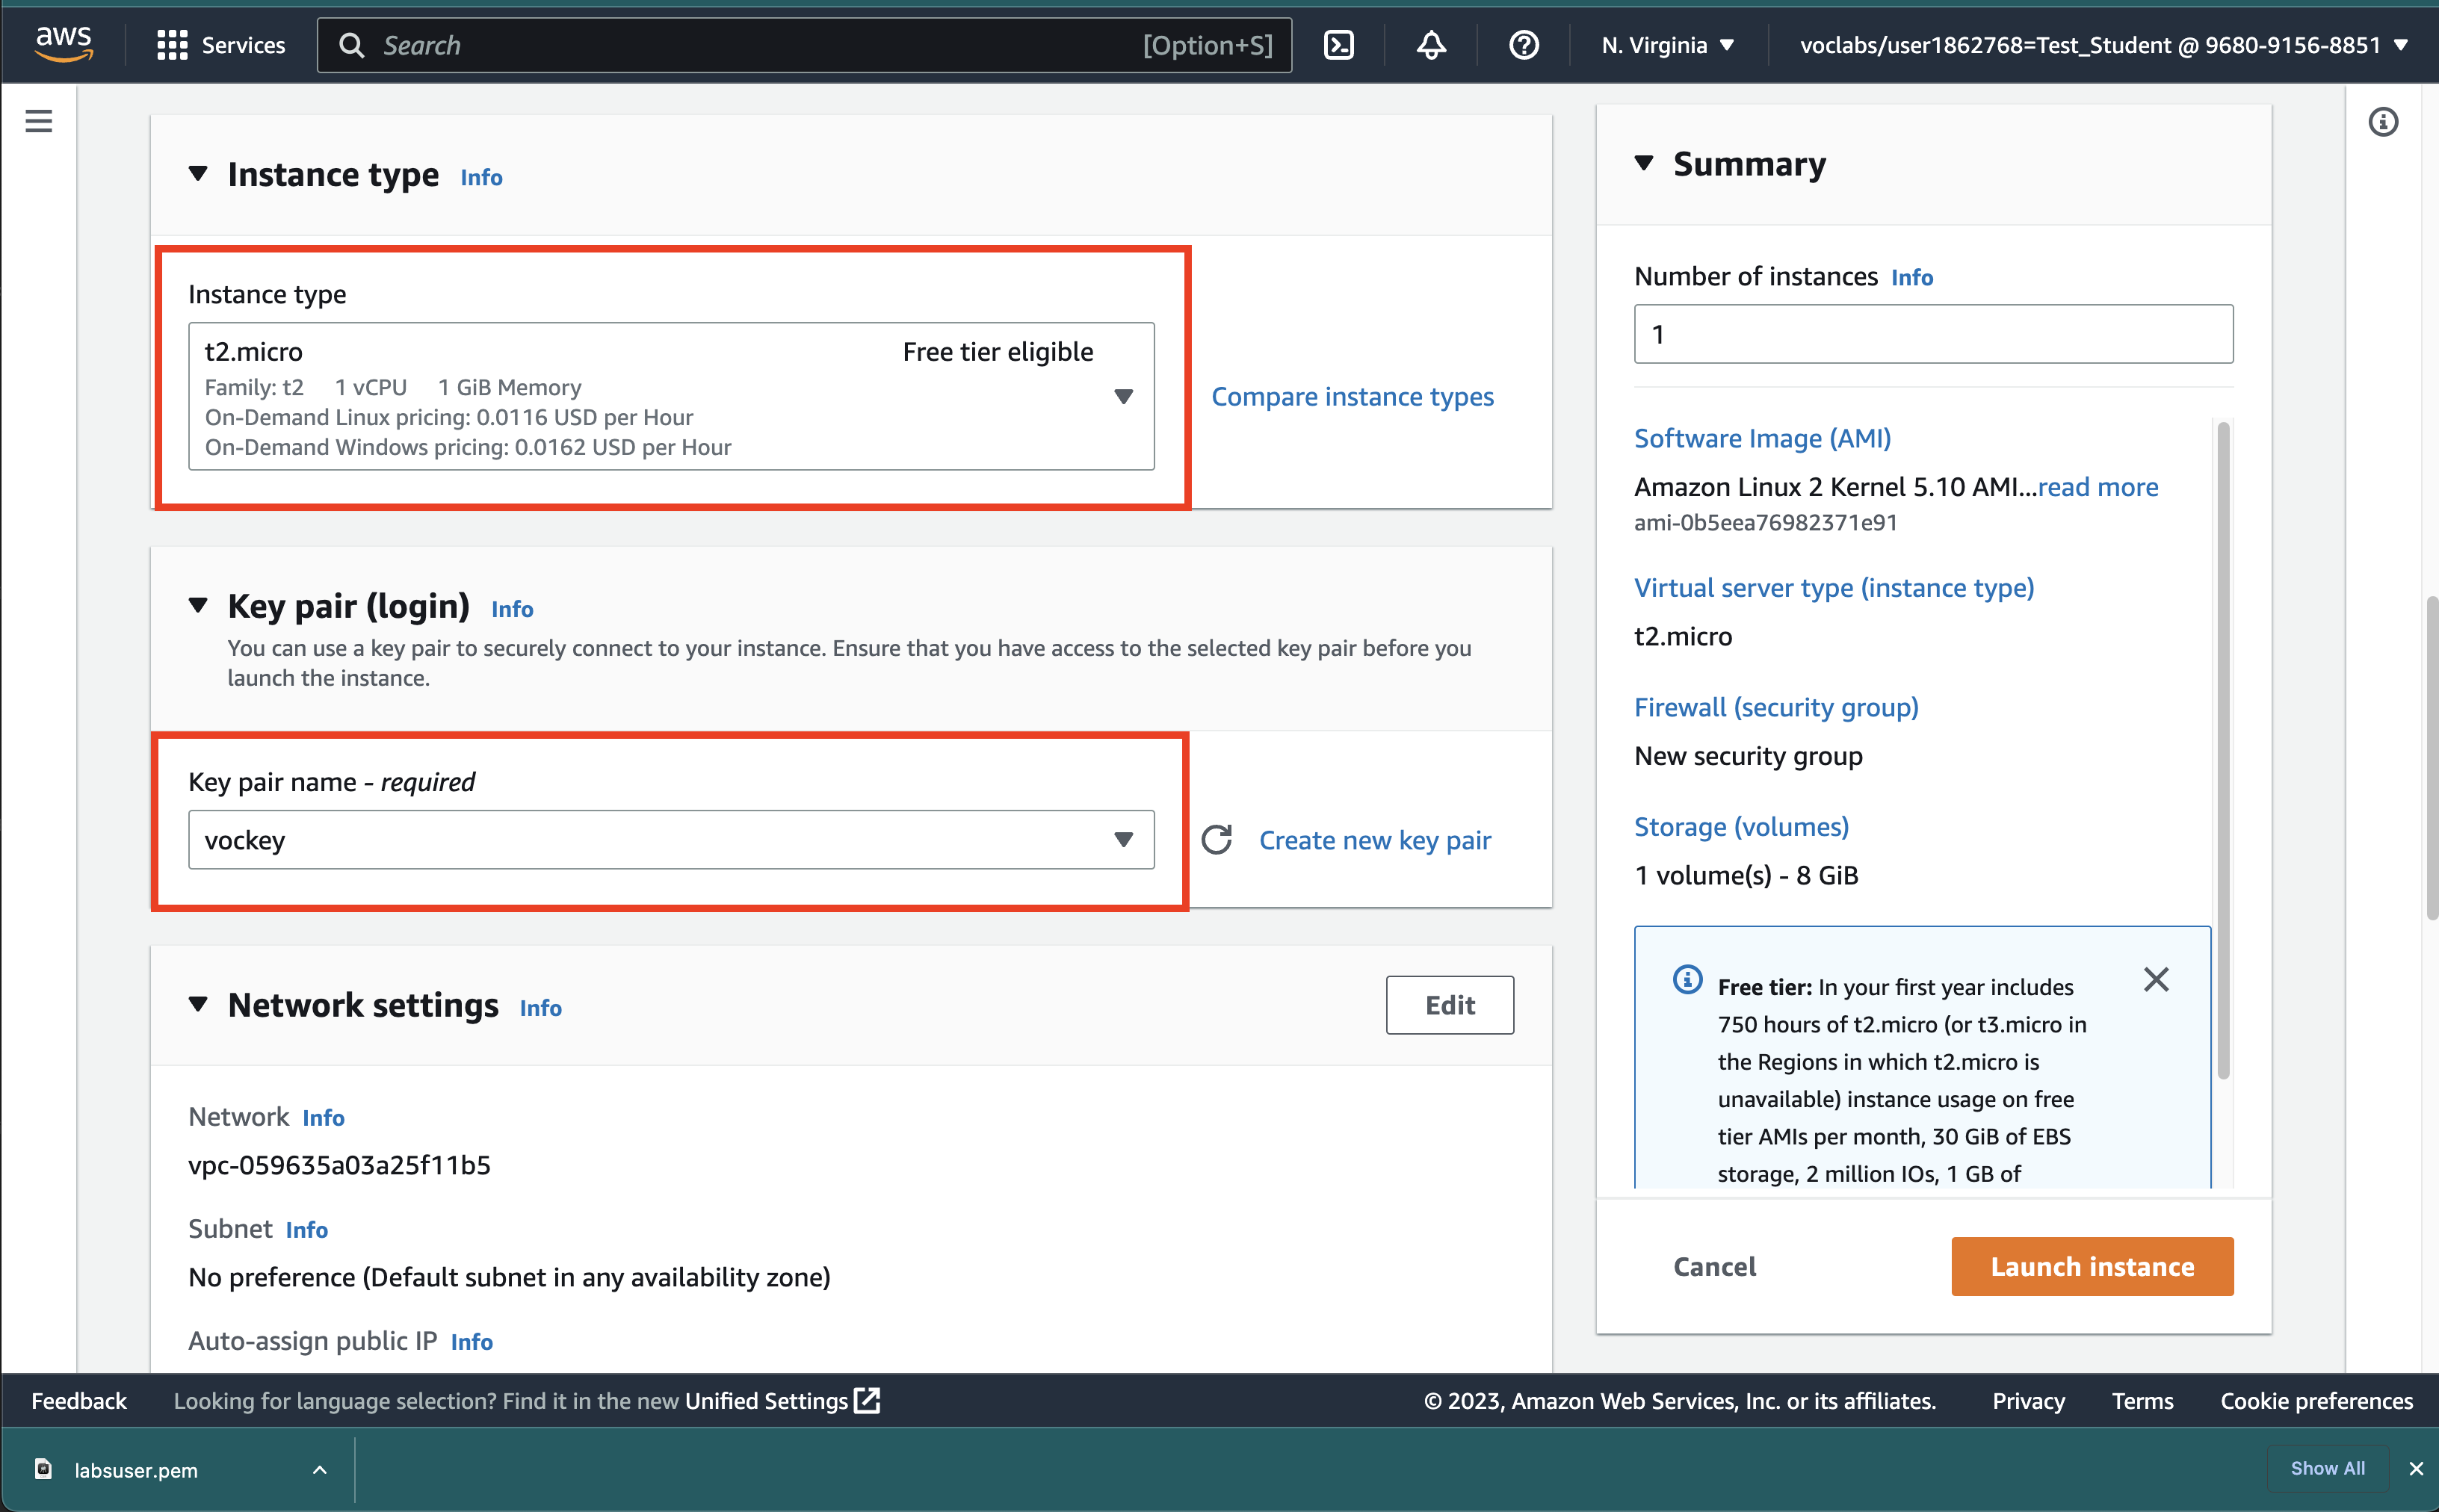 aws
Services
Search
[Option+S]
N. Virginia
voclabs/user1862768=Test_Student @ 9680-9156-8851
Instance type Info
Instance type
t2.micro
Free tier eligible
Family: t2 1 vCPU 1 GiB Memory
On-Demand Linux pricing: 0.0116 USD per Hour
On-Demand Windows pricing: 0.0162 USD per Hour
Compare instance types
Key pair (login) Info
You can use a key pair to securely connect to your instance. Ensure that you have access to the selected key pair before you
launch the instance.
Key pair name - required
vockey
Create new key pair
Network settings Info
Edit
Network Info
vpc-059635a03a25f11b5
Subnet Info
No preference (Default subnet in any availability zone)
Auto-assign public IP Info
Summary
Number of instances Info
1
Software Image (AMI)
Amazon Linux 2 Kernel 5.10 AMI...read more
ami-0b5eea76982371e91
Virtual server type (instance type)
t2.micro
Firewall (security group)
New security group
Storage (volumes)
1 volume(s) - 8 GiB
Free tier: In your first year includes
750 hours of t2.micro (or t3.micro in
the Regions in which t2.micro is
unavailable) instance usage on free
tier AMIs per month, 30 GiB of EBS
storage, 2 million IOs, 1 GB of
Cancel
Launch instance
Feedback
Looking for language selection? Find it in the new Unified Settings
© 2023, Amazon Web Services, Inc. or its affiliates.
Privacy
Terms
Cookie preferences
labsuser.pem
Show All